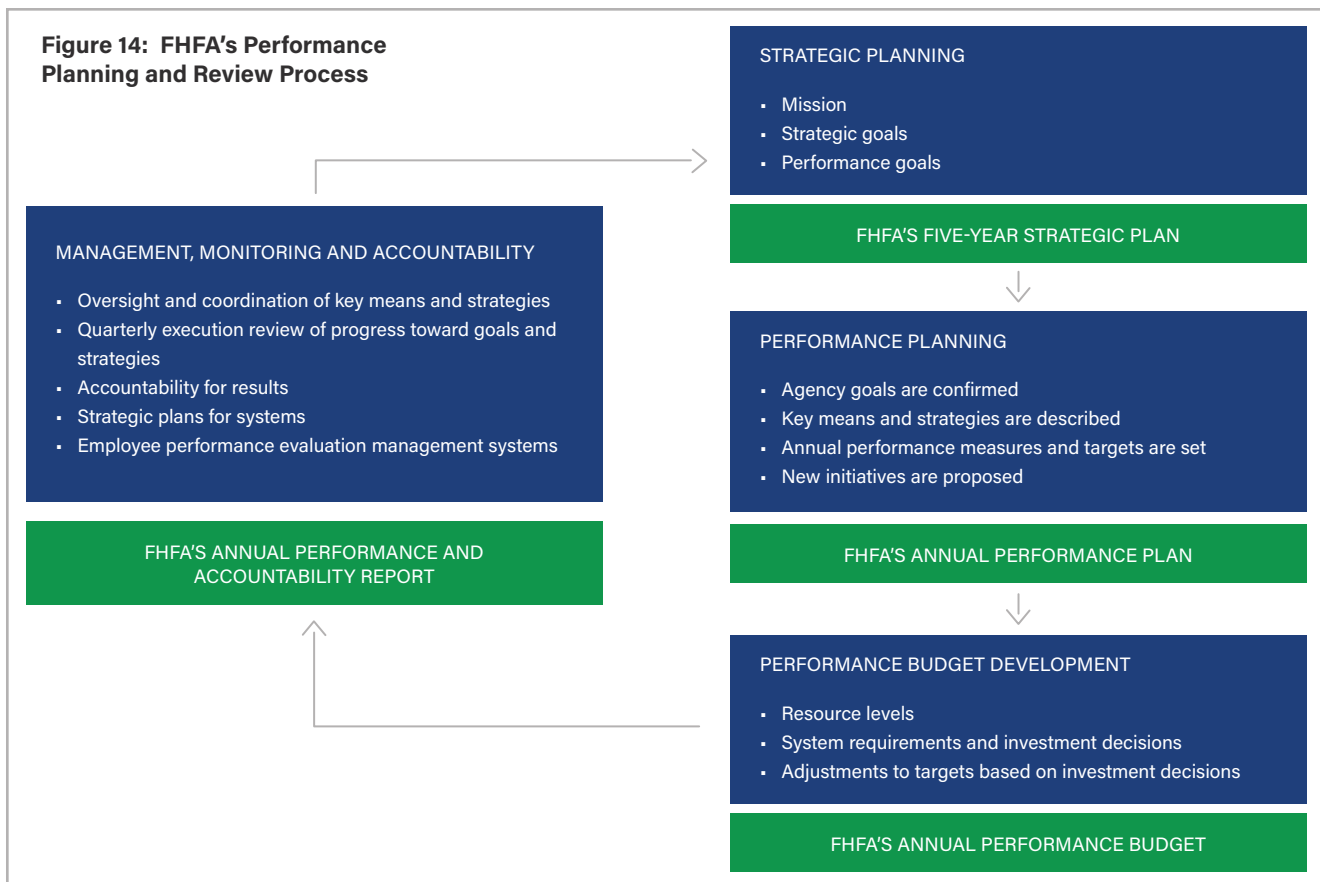 Figure 14: FHFA's Performance
Planning and Review Process
STRATEGIC PLANNING
▪ Mission
▪ Strategic goals
▪ Performance goals
FHFA'S FIVE-YEAR STRATEGIC PLAN
PERFORMANCE PLANNING
▪ Agency goals are confirmed
▪ Key means and strategies are described
▪ Annual performance measures and targets are set
▪ New initiatives are proposed
FHFA'S ANNUAL PERFORMANCE PLAN
PERFORMANCE BUDGET DEVELOPMENT
▪ Resource levels
▪ System requirements and investment decisions
▪ Adjustments to targets based on investment decisions
FHFA'S ANNUAL PERFORMANCE BUDGET
MANAGEMENT, MONITORING AND ACCOUNTABILITY
▪ Oversight and coordination of key means and strategies
▪ Quarterly execution review of progress toward goals and
strategies
▪ Accountability for results
▪ Strategic plans for systems
▪ Employee performance evaluation management systems
FHFA'S ANNUAL PERFORMANCE AND
ACCOUNTABILITY REPORT